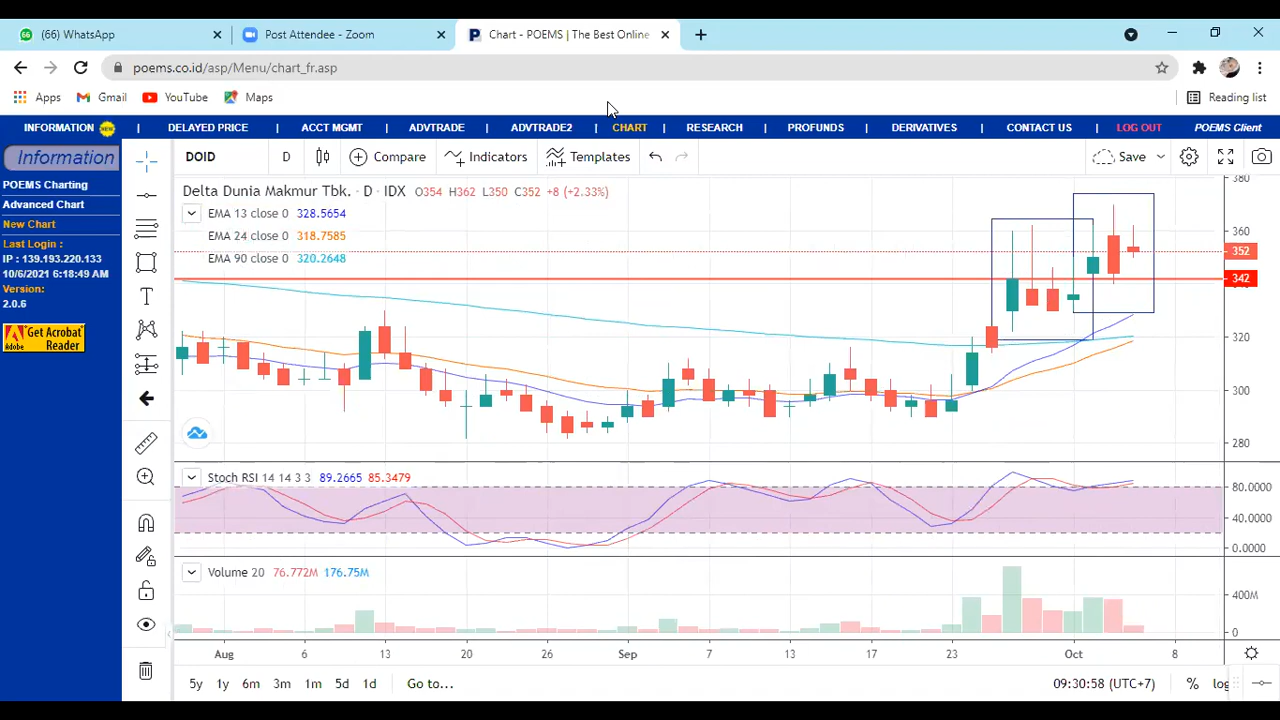 (66) WhatsApp
Post Attendee - Zoom
Chart - POEMS | The Best Online
poems.co.id/asp/Menu/chart_fr.asp
Apps Gmail YouTube Maps Reading list
INFORMATION NEW | DELAYED PRICE | ACCT MGMT | ADVTRADE | ADVTRADE2 | CHART | RESEARCH | PROFUNDS | DERIVATIVES | CONTACT US | LOG OUT POEMS Client
Information
POEMS Charting
Advanced Chart
New Chart
Last Login :
IP : 139.193.220.133
10/6/2021 6:18:49 AM
Version:
2.0.6
Get Acrobat
Reader
DOID D Compare Indicators Templates Save
Delta Dunia Makmur Tbk. · D · IDX O354 H362 L350 C352 +8 (+2.33%)
EMA 13 close 0 328.5654
EMA 24 close 0 318.7585
EMA 90 close 0 320.2648
380
360
352
342
320
300
280
Stoch RSI 14 14 3 3 89.2665 85.3479
80.0000
40.0000
0.0000
Volume 20 76.772M 176.75M
400M
0
Aug 6 13 20 26 Sep 7 13 17 23 Oct 8
5y 1y 6m 3m 1m 5d 1d Go to... 09:30:58 (UTC+7) % log